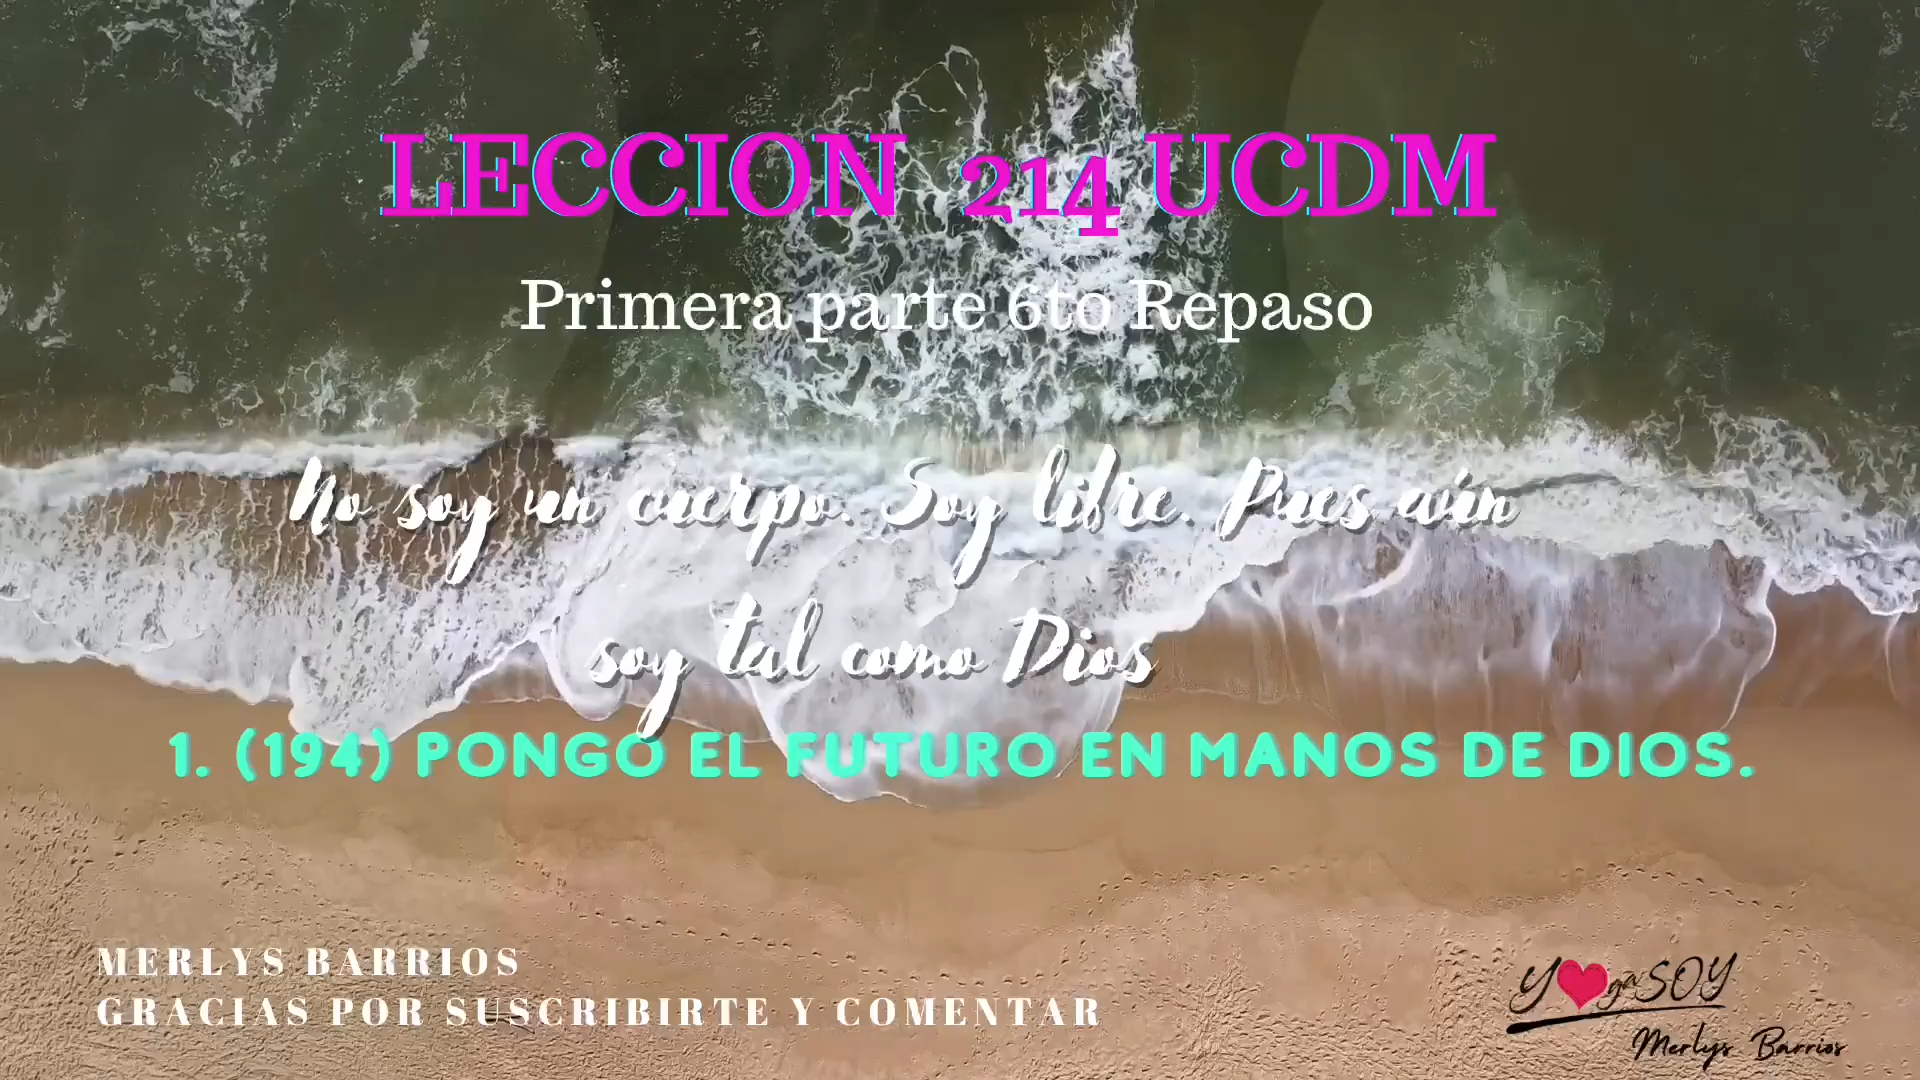 LECCION 214 UCDM
Primera parte 6to Repaso
No soy un cuerpo. Soy libre. Pues aún
soy tal como Dios
1. (194) PONGO EL FUTURO EN MANOS DE DIOS.
MERLYS BARRIOS
GRACIAS POR SUSCRIBIRTE Y COMENTAR
Y❤gaSOY
Merlys Barrios